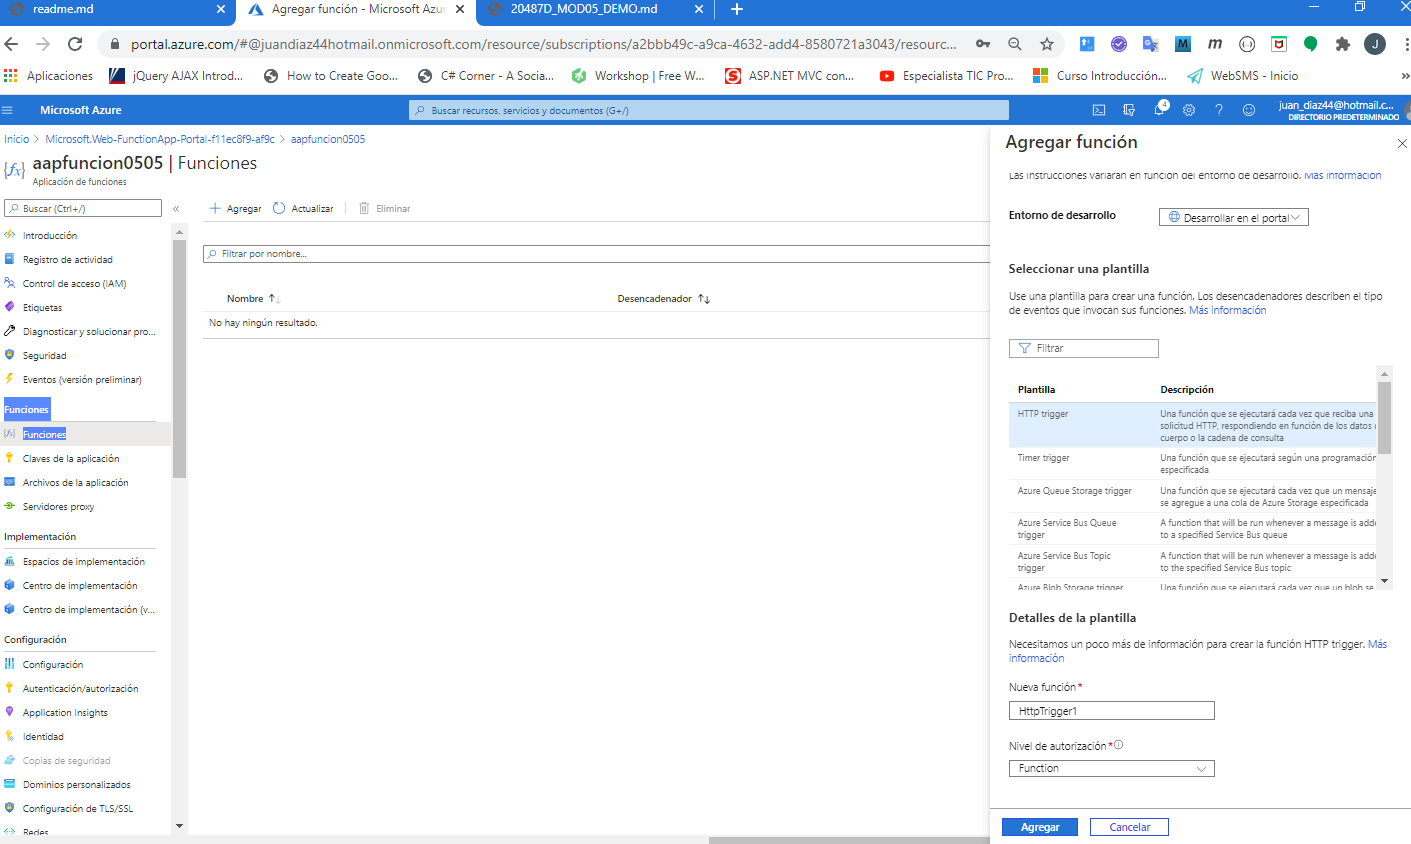 readme.md
Agregar función - Microsoft Azur
20487D_MOD05_DEMO.md
portal.azure.com/#@juandiaz44hotmail.onmicrosoft.com/resource/subscriptions/a2bbb49c-a9ca-4632-add4-8580721a3043/resourc...
J
Aplicaciones
jQuery AJAX Introd...
How to Create Goo...
C# Corner - A Socia...
Workshop | Free W...
ASP.NET MVC con...
Especialista TIC Pro...
Curso Introducción...
WebSMS - Inicio
»
Microsoft Azure
Buscar recursos, servicios y documentos (G+/)
4
juan_diaz44@hotmail.c...
DIRECTORIO PREDETERMINADO
Inicio > Microsoft.Web-FunctionApp-Portal-f11ec8f9-af9c > aapfuncion0505
aapfuncion0505 | Funciones
Aplicación de funciones
Buscar (Ctrl+/)
«
Introducción
Registro de actividad
Control de acceso (IAM)
Etiquetas
Diagnosticar y solucionar pro...
Seguridad
Eventos (versión preliminar)
Funciones
Funciones
Claves de la aplicación
Archivos de la aplicación
Servidores proxy
Implementación
Espacios de implementación
Centro de implementación
Centro de implementación (v...
Configuración
Configuración
Autenticación/autorización
Application Insights
Identidad
Copias de seguridad
Dominios personalizados
Configuración de TLS/SSL
Redes
Agregar
Actualizar
Eliminar
Filtrar por nombre...
Nombre
Desencadenador
No hay ningún resultado.
Agregar función
Las instrucciones variarán en función del entorno de desarrollo. Más información
Entorno de desarrollo
Desarrollar en el portal
Seleccionar una plantilla
Use una plantilla para crear una función. Los desencadenadores describen el tipo
de eventos que invocan sus funciones. Más información
Filtrar
Plantilla
Descripción
HTTP trigger
Una función que se ejecutará cada vez que reciba una
solicitud HTTP, respondiendo en función de los datos
cuerpo o la cadena de consulta
Timer trigger
Una función que se ejecutará según una programación
especificada
Azure Queue Storage trigger
Una función que se ejecutará cada vez que un mensaje
se agregue a una cola de Azure Storage especificada
Azure Service Bus Queue
trigger
A function that will be run whenever a message is adde
to a specified Service Bus queue
Azure Service Bus Topic
trigger
A function that will be run whenever a message is adde
to the specified Service Bus topic
Azure Blob Storage trigger
Una función que se ejecutará cada vez que un blob se
Detalles de la plantilla
Necesitamos un poco más de información para crear la función HTTP trigger. Más
información
Nueva función*
HttpTrigger1
Nivel de autorización*
Function
Agregar
Cancelar